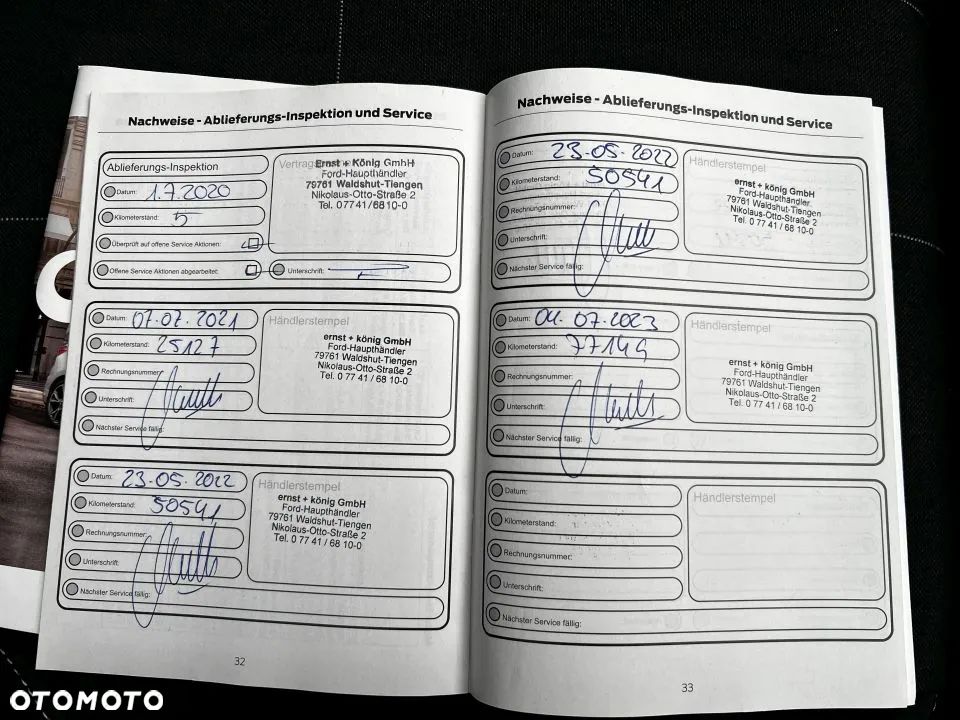 Nachweise - Ablieferungs-Inspektion und Service
Ablieferungs-Inspektion
Datum: 1.7.2020
Kilometerstand: 5
Überprüft auf offene Service Aktionen:
Offene Service Aktionen abgearbeitet:
Unterschrift:
Ernst + König GmbH
Ford-Haupthändler
79761 Waldshut-Tiengen
Nikolaus-Otto-Straße 2
Tel. 07741/68 10-0
Datum: 07.07.2021
Kilometerstand: 25127
Rechnungsnummer:
Unterschrift:
Nächster Service fällig:
Händlerstempel
ernst + könig GmbH
Ford-Haupthändler
79761 Waldshut-Tiengen
Nikolaus-Otto-Straße 2
Tel. 0 77 41 / 68 10-0
Datum: 23.05.2022
Kilometerstand: 50541
Rechnungsnummer:
Unterschrift:
Nächster Service fällig:
Händlerstempel
ernst + könig GmbH
Ford-Haupthändler
79761 Waldshut-Tiengen
Nikolaus-Otto-Straße 2
Tel. 0 77 41 / 68 10-0
32
Nachweise - Ablieferungs-Inspektion und Service
Datum: 23.05.2022
Kilometerstand: 50541
Rechnungsnummer:
Unterschrift:
Nächster Service fällig:
Händlerstempel
ernst + könig GmbH
Ford-Haupthändler
79761 Waldshut-Tiengen
Nikolaus-Otto-Straße 2
Tel. 0 77 41 / 68 10-0
Datum: 04.07.2023
Kilometerstand: 77149
Rechnungsnummer:
Unterschrift:
Nächster Service fällig:
Händlerstempel
ernst + könig GmbH
Ford-Haupthändler
79761 Waldshut-Tiengen
Nikolaus-Otto-Straße 2
Tel. 0 77 41 / 68 10-0
Datum:
Kilometerstand:
Rechnungsnummer:
Unterschrift:
Nächster Service fällig:
Händlerstempel
33
OTOMOTO